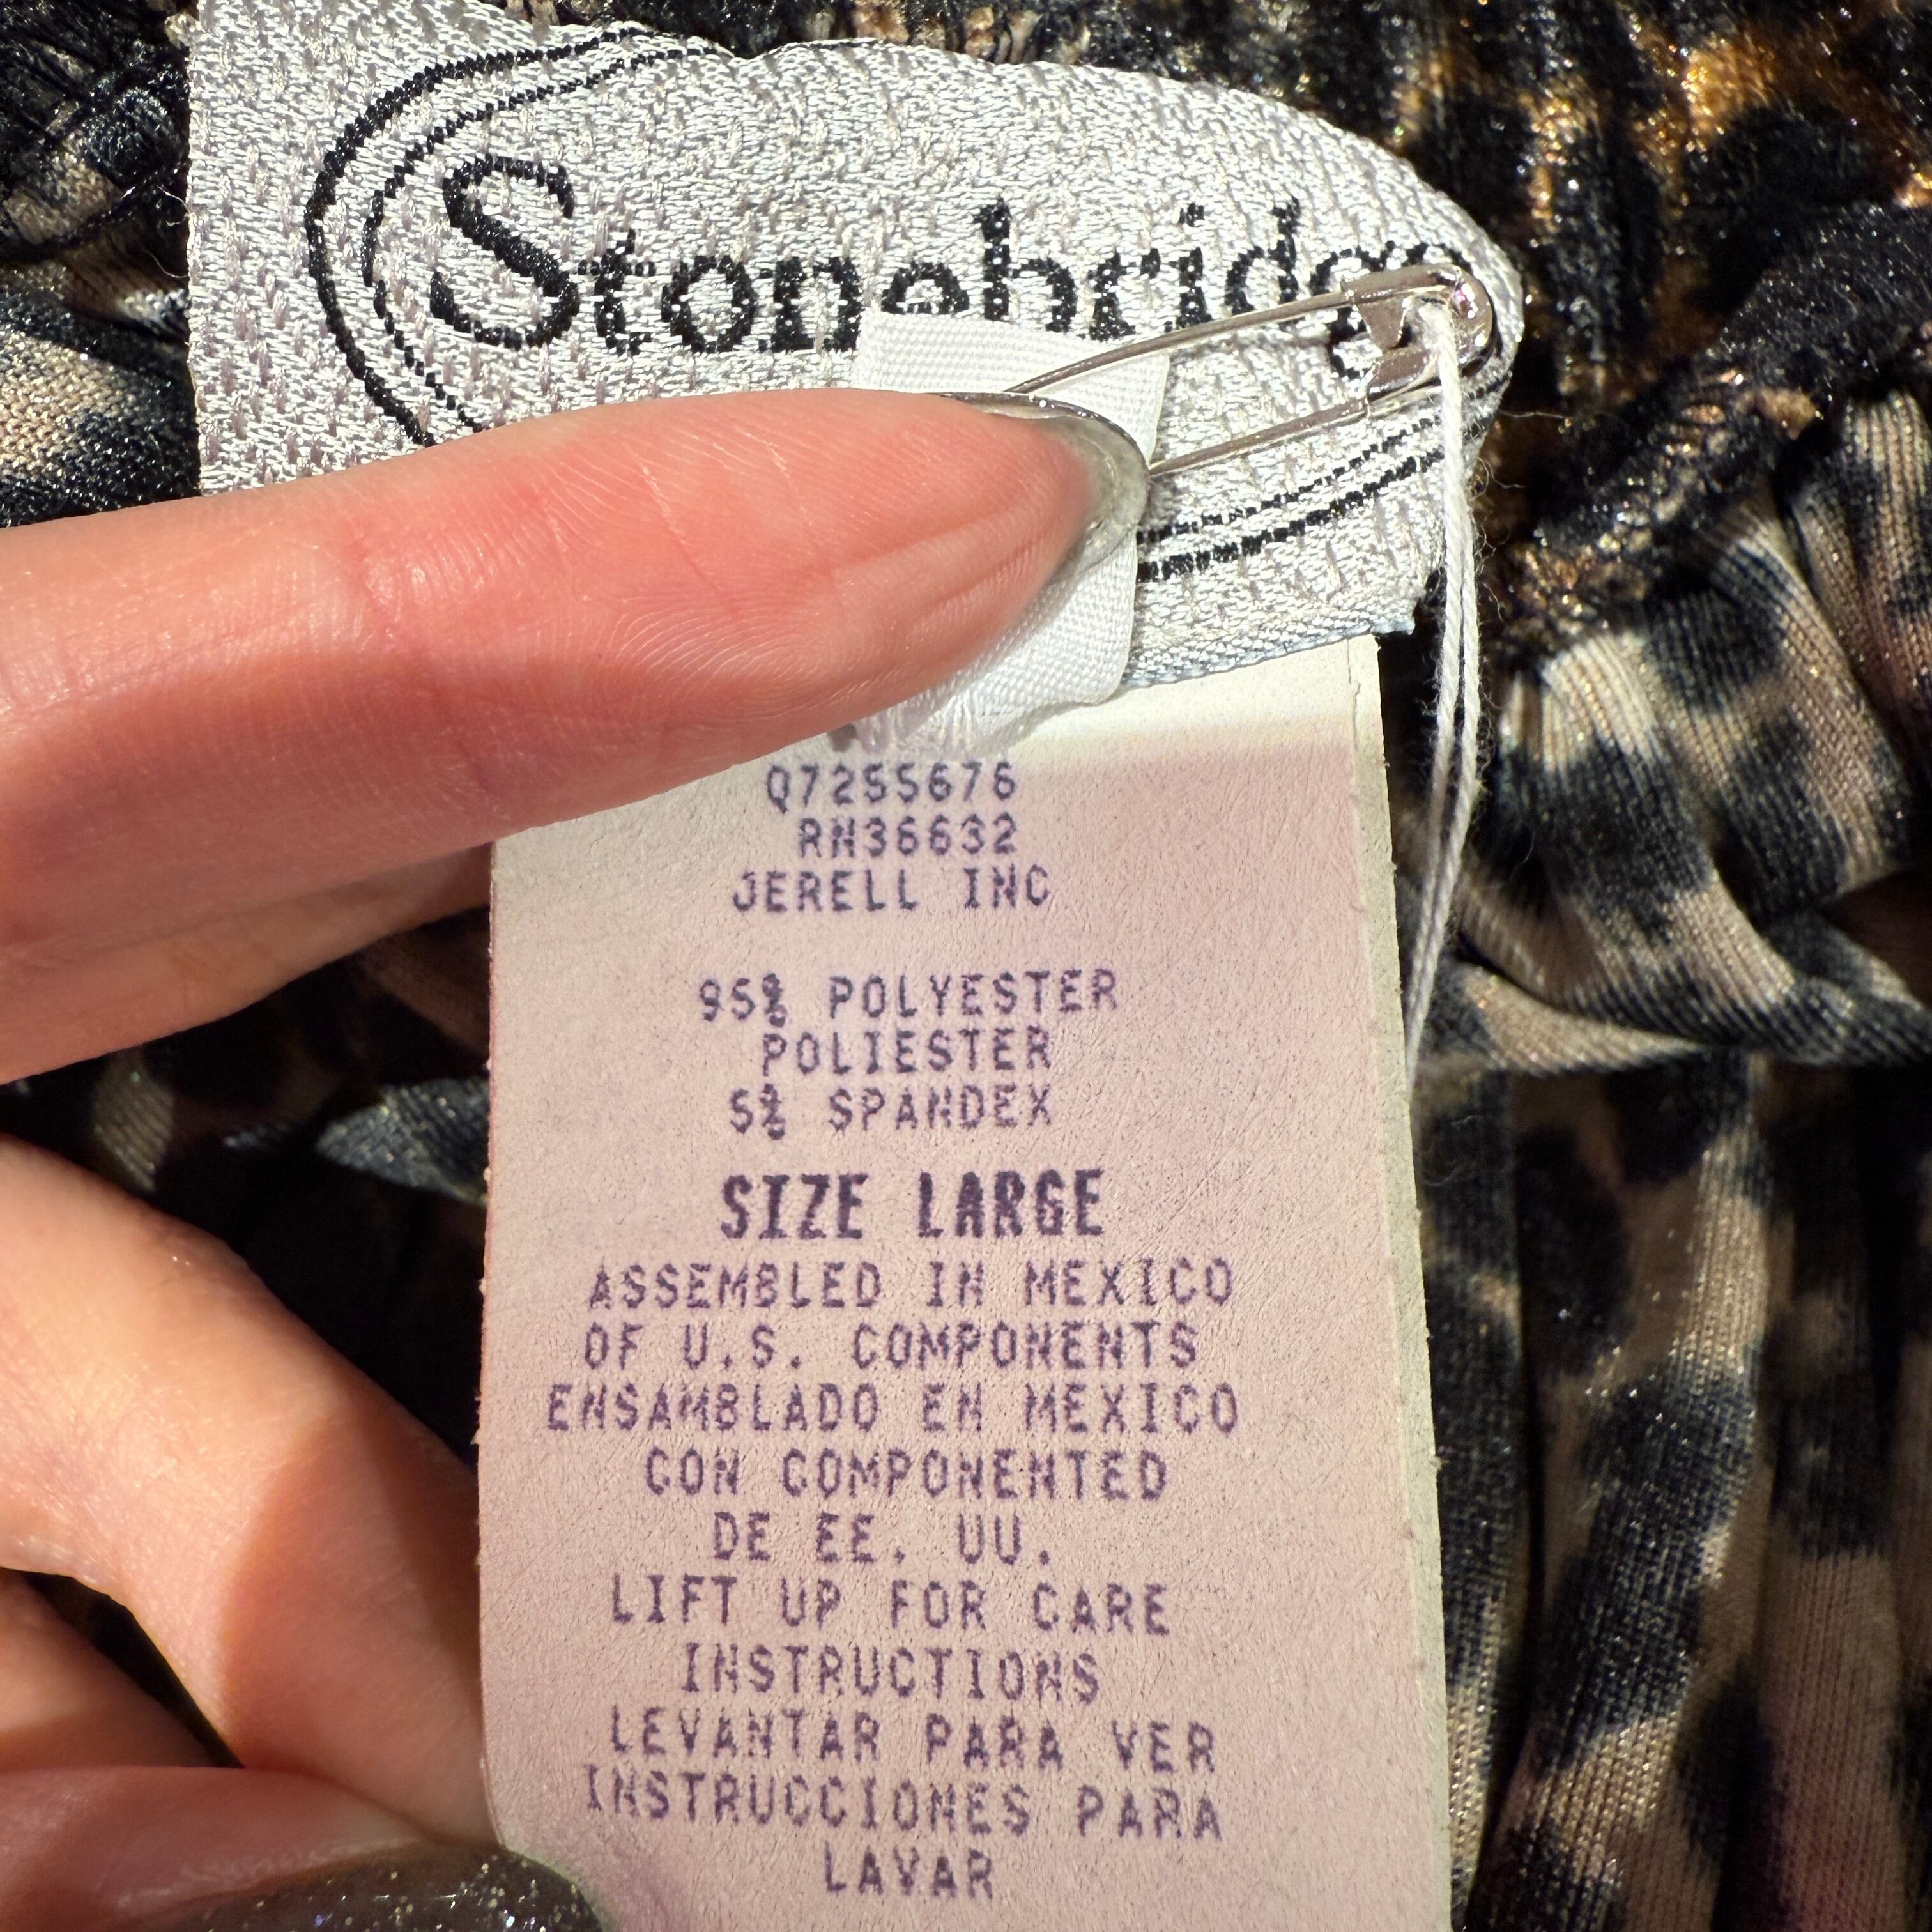 Stonebridge
Q7255676
RN36632
JERELL INC
95% POLYESTER
POLIESTER
5% SPANDEX
SIZE LARGE
ASSEMBLED IN MEXICO
OF U.S. COMPONENTS
ENSAMBLADO EN MEXICO
CON COMPONENTED
DE EE. UU.
LIFT UP FOR CARE
INSTRUCTIONS
LEVANTAR PARA VER
INSTRUCCIONES PARA
LAVAR